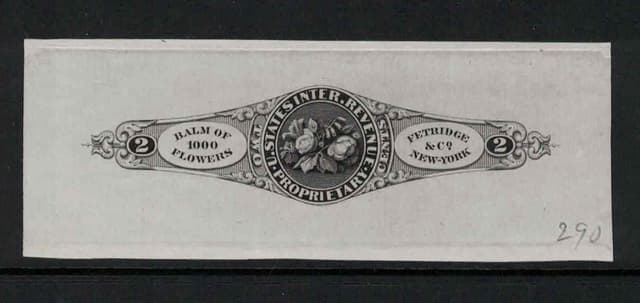 2
BALM OF
1000
FLOWERS
TWO
U. STATES INTER. REVENUE
PROPRIETARY
CENTS.
FETRIDGE
& Co.
NEW-YORK
2
290